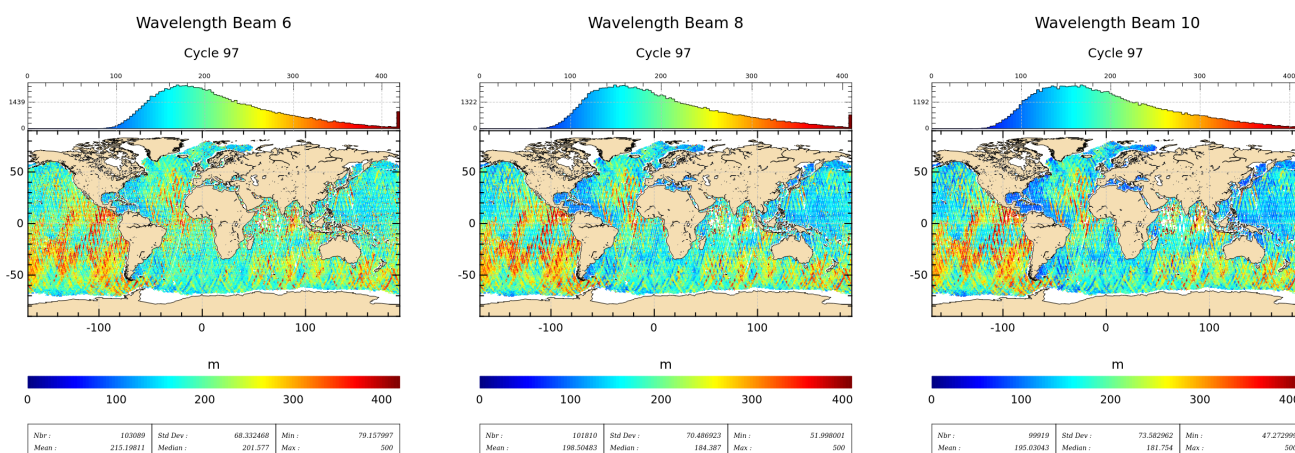 Wavelength Beam 6
Cycle 97
0 100 200 300 400
1439
0
50
0
-50
-100 0 100
m
0 100 200 300 400
Nbr : 103089 Std Dev : 68.332468 Min : 79.157997
Mean : 215.19811 Median : 201.577 Max : 500
Wavelength Beam 8
Cycle 97
0 100 200 300 400
1322
0
50
0
-50
-100 0 100
m
0 100 200 300 400
Nbr : 101810 Std Dev : 70.486923 Min : 51.998001
Mean : 198.50483 Median : 184.387 Max : 500
Wavelength Beam 10
Cycle 97
0 100 200 300 400
1192
0
50
0
-50
-100 0 100
m
0 100 200 300 400
Nbr : 99919 Std Dev : 73.582962 Min : 47.272999
Mean : 195.03043 Median : 181.754 Max : 500